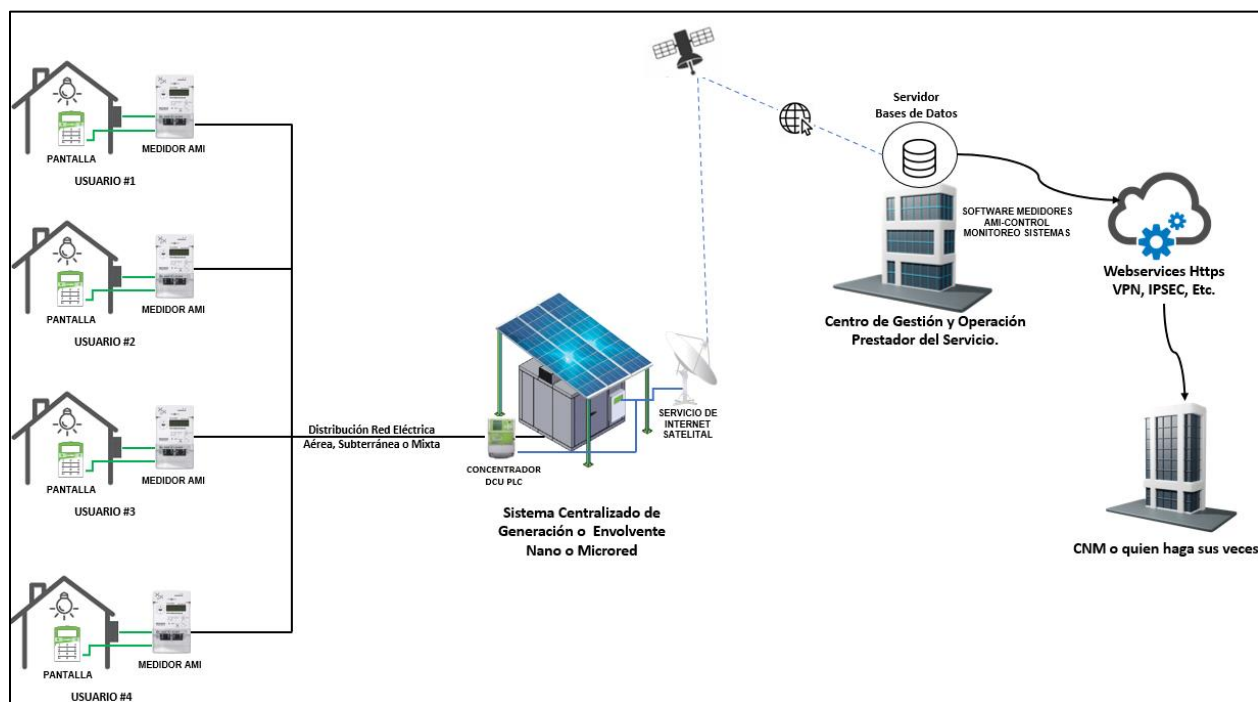 PANTALLA
MEDIDOR AMI
USUARIO #1
PANTALLA
MEDIDOR AMI
USUARIO #2
PANTALLA
MEDIDOR AMI
USUARIO #3
PANTALLA
MEDIDOR AMI
USUARIO #4
Distribución Red Eléctrica
Aérea, Subterránea o Mixta
CONCENTRADOR
DCU PLC
SERVICIO DE
INTERNET
SATELITAL
Sistema Centralizado de
Generación o Envolvente
Nano o Microred
Servidor
Bases de Datos
SOFTWARE MEDIDORES
AMI-CONTROL
MONITOREO SISTEMAS
Centro de Gestión y Operación
Prestador del Servicio.
Webservices Https
VPN, IPSEC, Etc.
CNM o quien haga sus veces